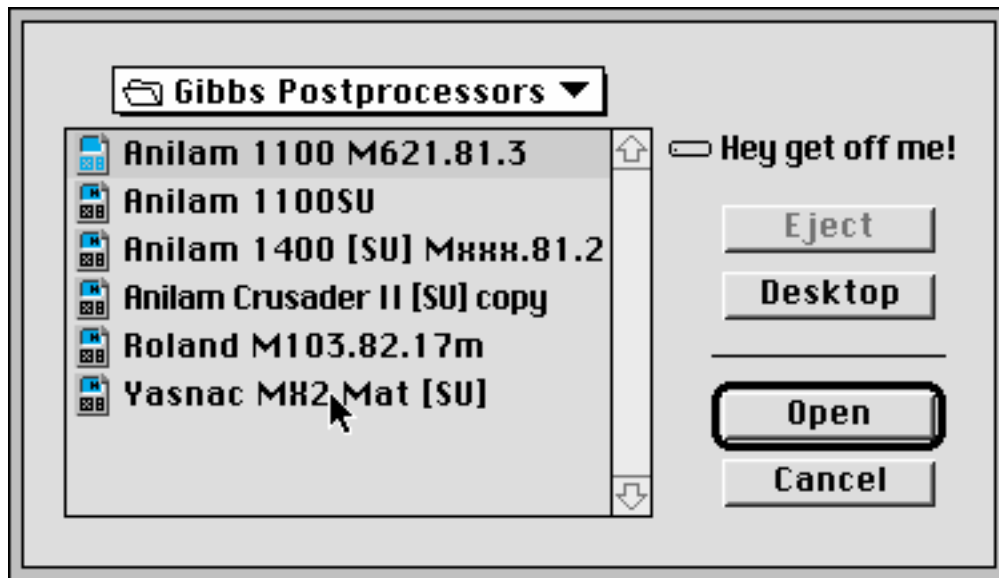 Gibbs Postprocessors
Anilam 1100 M621.81.3
Anilam 1100SU
Anilam 1400 [SU] Mxxx.81.2
Anilam Crusader II [SU] copy
Roland M103.82.17m
Yasnac MX2 Mat [SU]
Hey get off me!
Eject
Desktop
Open
Cancel